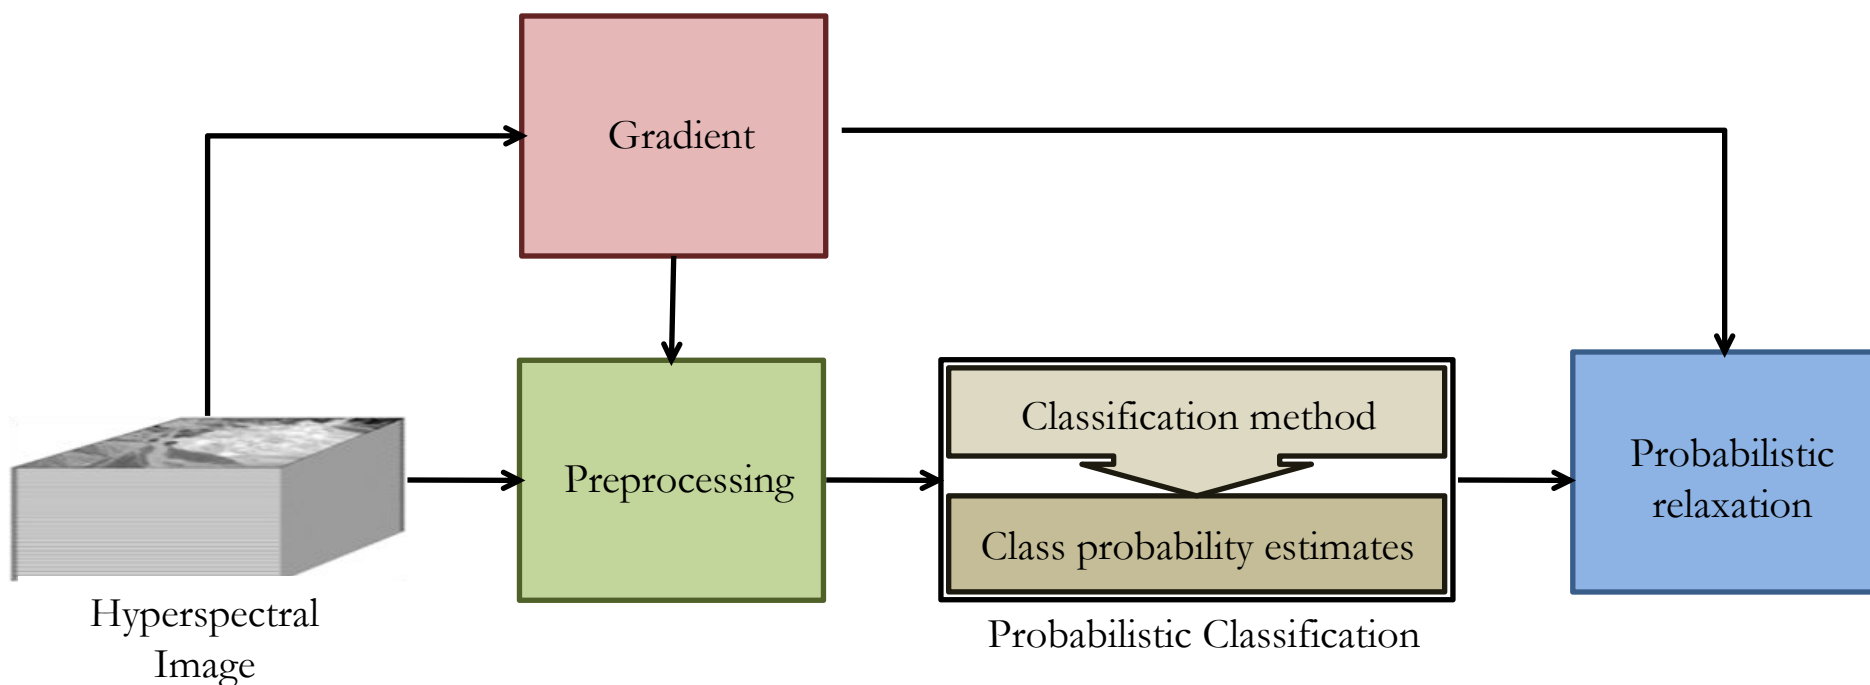 Gradient
Preprocessing
Classification method
Class probability estimates
Probabilistic
relaxation
Hyperspectral
Image
Probabilistic Classification